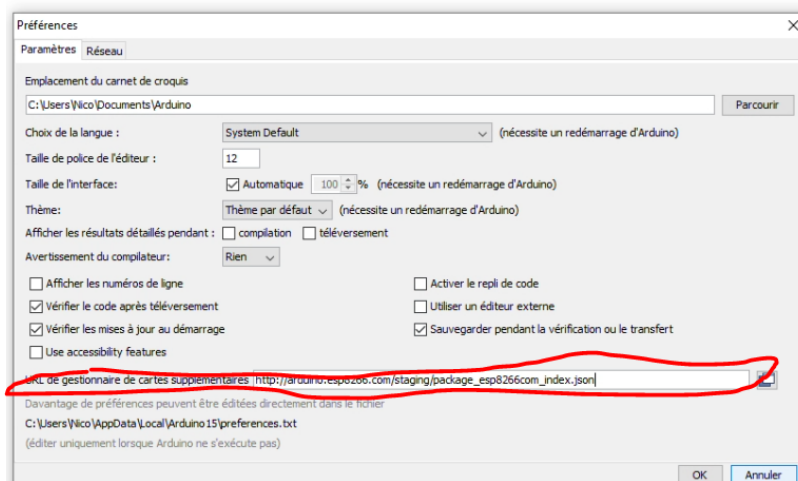 Préférences
Paramètres Réseau
Emplacement du carnet de croquis
C:\Users\Nico\Documents\Arduino Parcourir
Choix de la langue : System Default (nécessite un redémarrage d'Arduino)
Taille de police de l'éditeur : 12
Taille de l'interface: Automatique 100 % (nécessite un redémarrage d'Arduino)
Thème: Thème par défaut (nécessite un redémarrage d'Arduino)
Afficher les résultats détaillés pendant : compilation téléversement
Avertissement du compilateur: Rien
Afficher les numéros de ligne Activer le repli de code
Vérifier le code après téléversement Utiliser un éditeur externe
Vérifier les mises à jour au démarrage Sauvegarder pendant la vérification ou le transfert
Use accessibility features
URL de gestionnaire de cartes supplémentaires http://arduino.esp8266.com/staging/package_esp8266com_index.json
Davantage de préférences peuvent être éditées directement dans le fichier
C:\Users\Nico\AppData\Local\Arduino15\preferences.txt
(éditer uniquement lorsque Arduino ne s'exécute pas)
OK Annuler